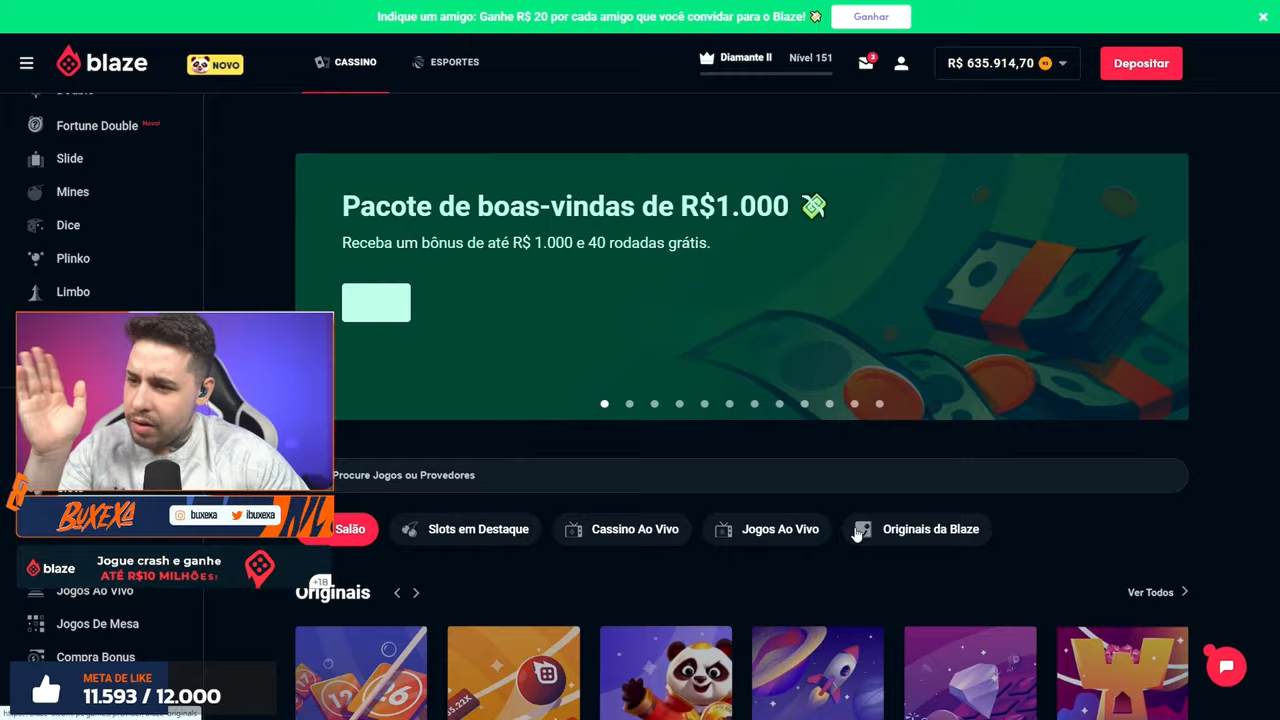 Indique um amigo: Ganhe R$ 20 por cada amigo que você convidar para o Blaze!
Ganhar
blaze
NOVO
CASSINO
ESPORTES
Diamante II
Nível 151
3
R$ 635.914,70
R$
Depositar
Double
Fortune Double
Novo!
Slide
Mines
Dice
Plinko
Limbo
Pacote de boas-vindas de R$1.000
Receba um bônus de até R$ 1.000 e 40 rodadas grátis.
Procure Jogos ou Provedores
Salão
Slots em Destaque
Cassino Ao Vivo
Jogos Ao Vivo
Originais da Blaze
BUXEXA
buxexa
ibuxexa
blaze
Jogue crash e ganhe
ATÉ R$10 MILHÕES!
+18
Originais
Ver Todos
Jogos Ao Vivo
Jogos De Mesa
Compra Bonus
META DE LIKE
11.593 / 12.000